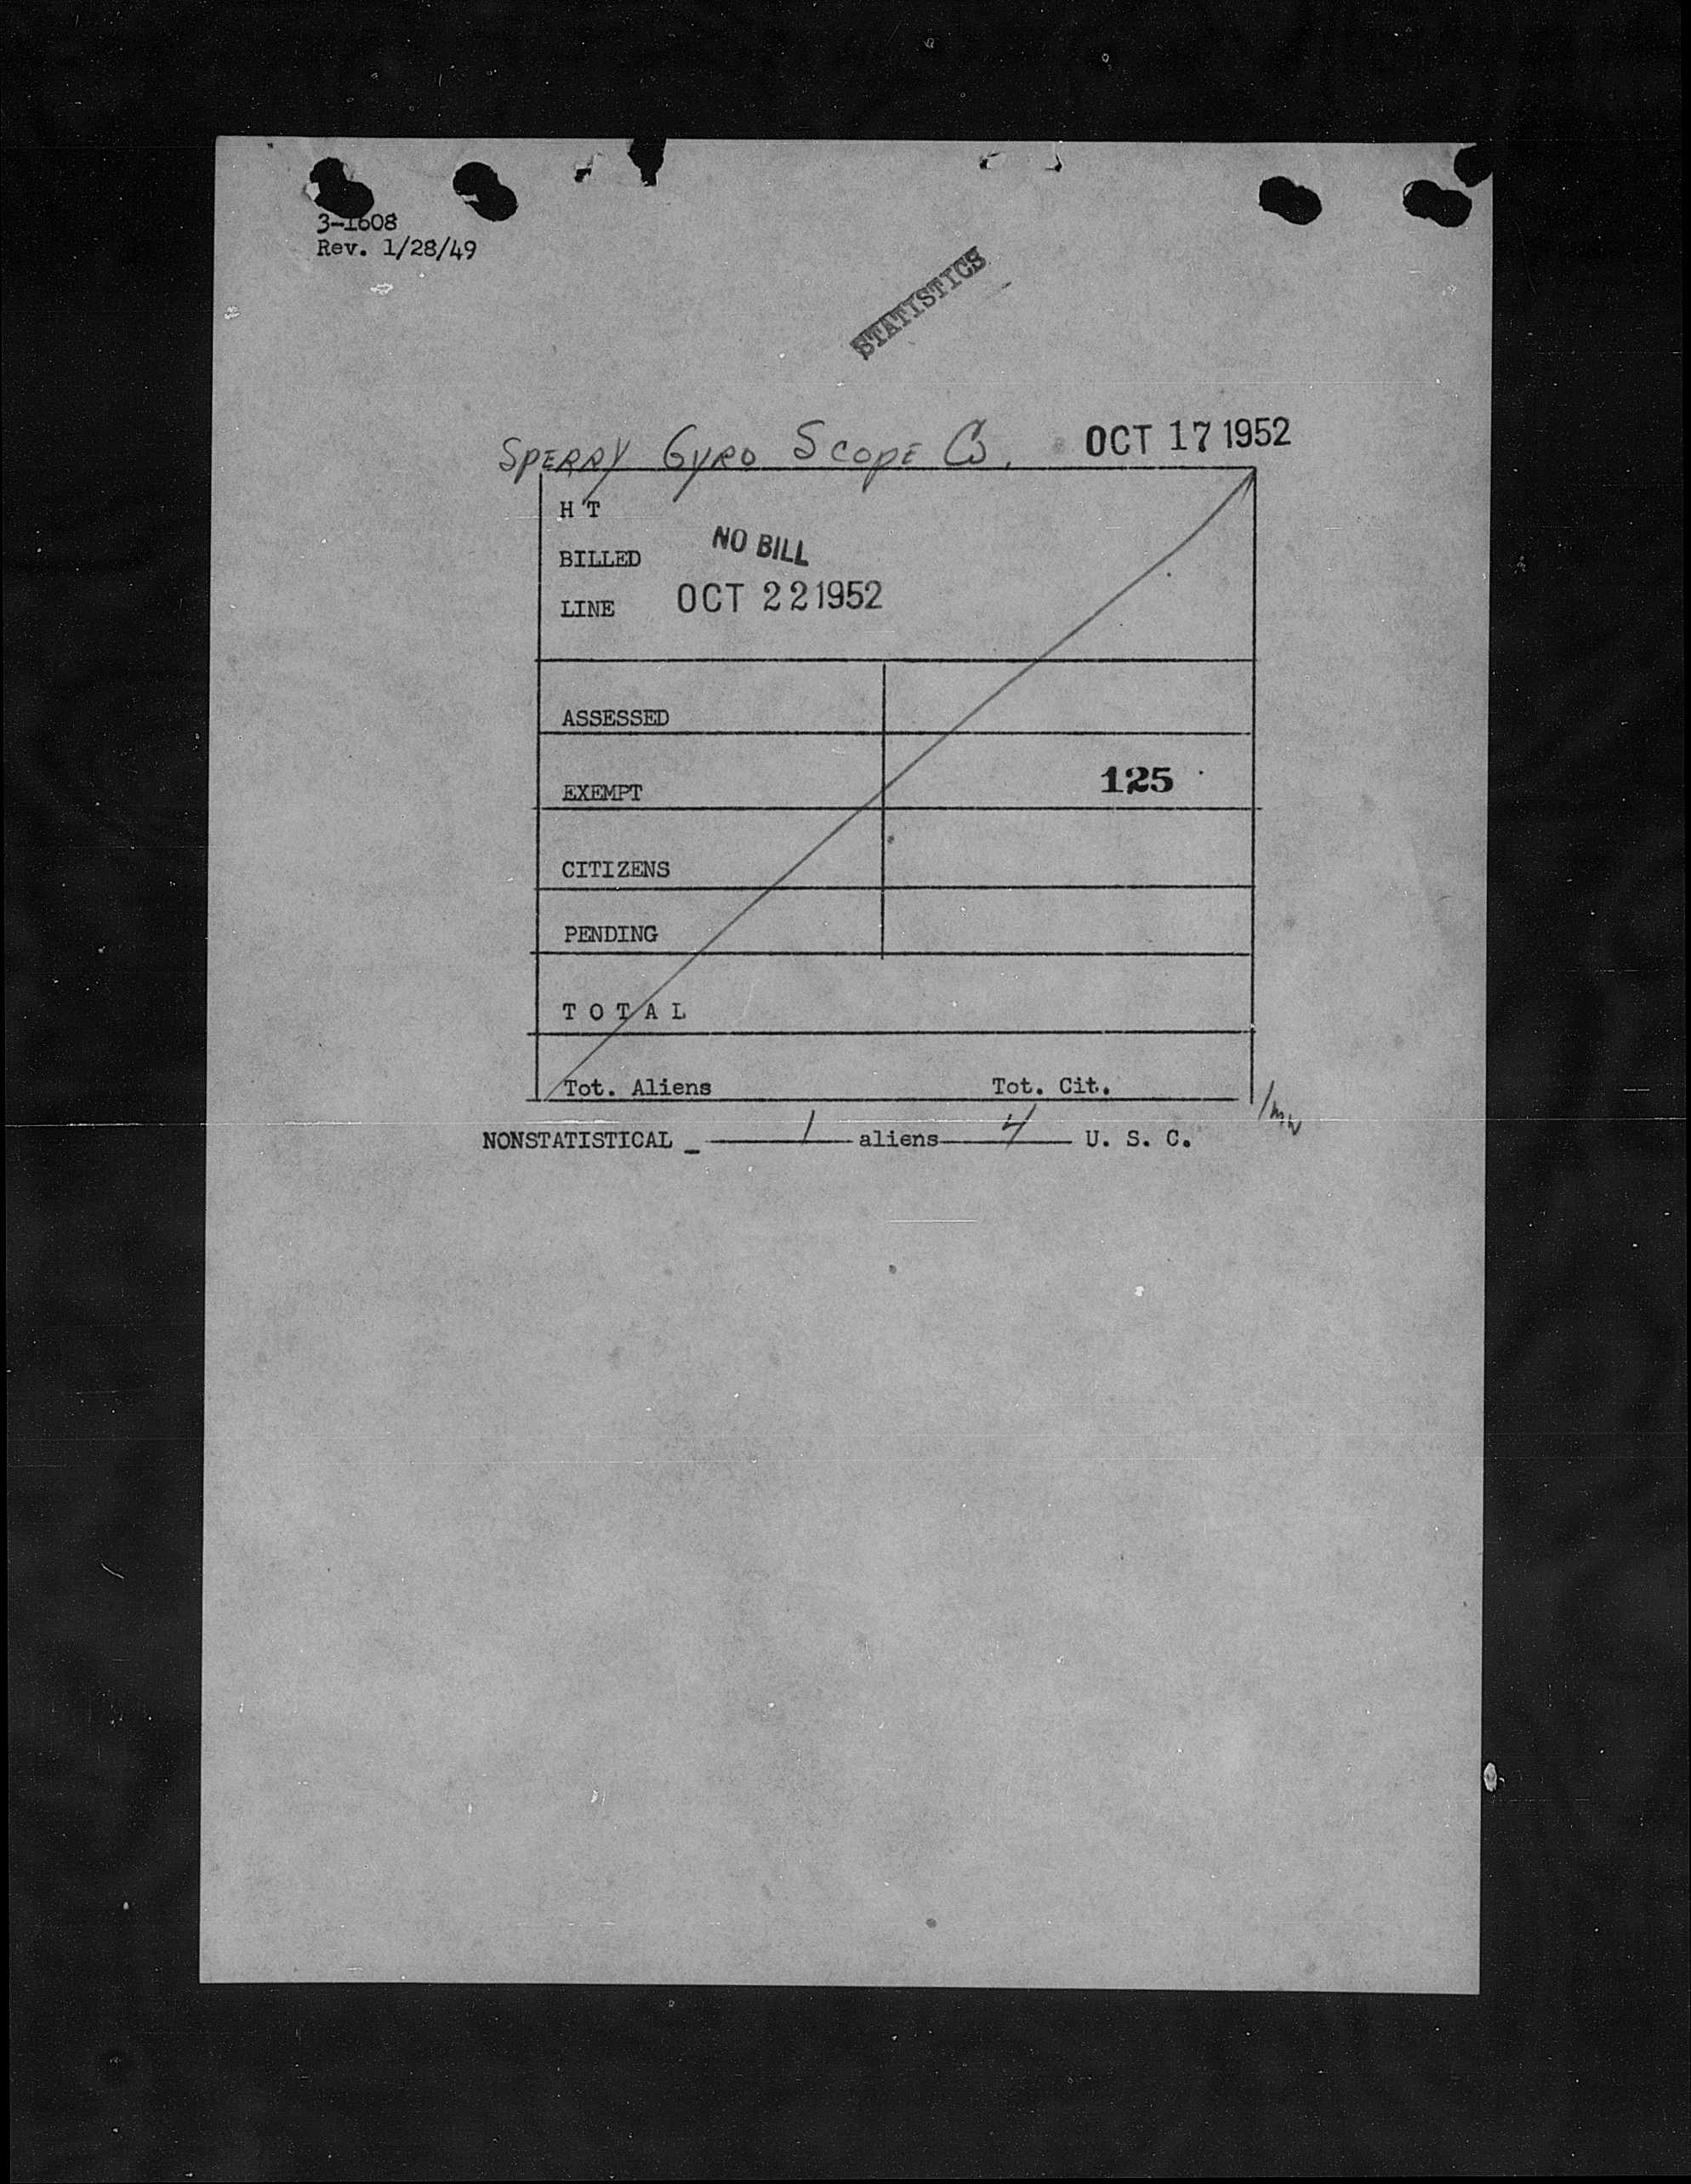 3-1608
Rev. 1/28/49
STATISTICS
SPERRY GYRO SCOPE Co. OCT 17 1952
H T
BILLED NO BILL
LINE OCT 22 1952
ASSESSED
EXEMPT 125
CITIZENS
PENDING
T O T A L
Tot. Aliens Tot. Cit.
NONSTATISTICAL _ 1 aliens 4 U. S. C.